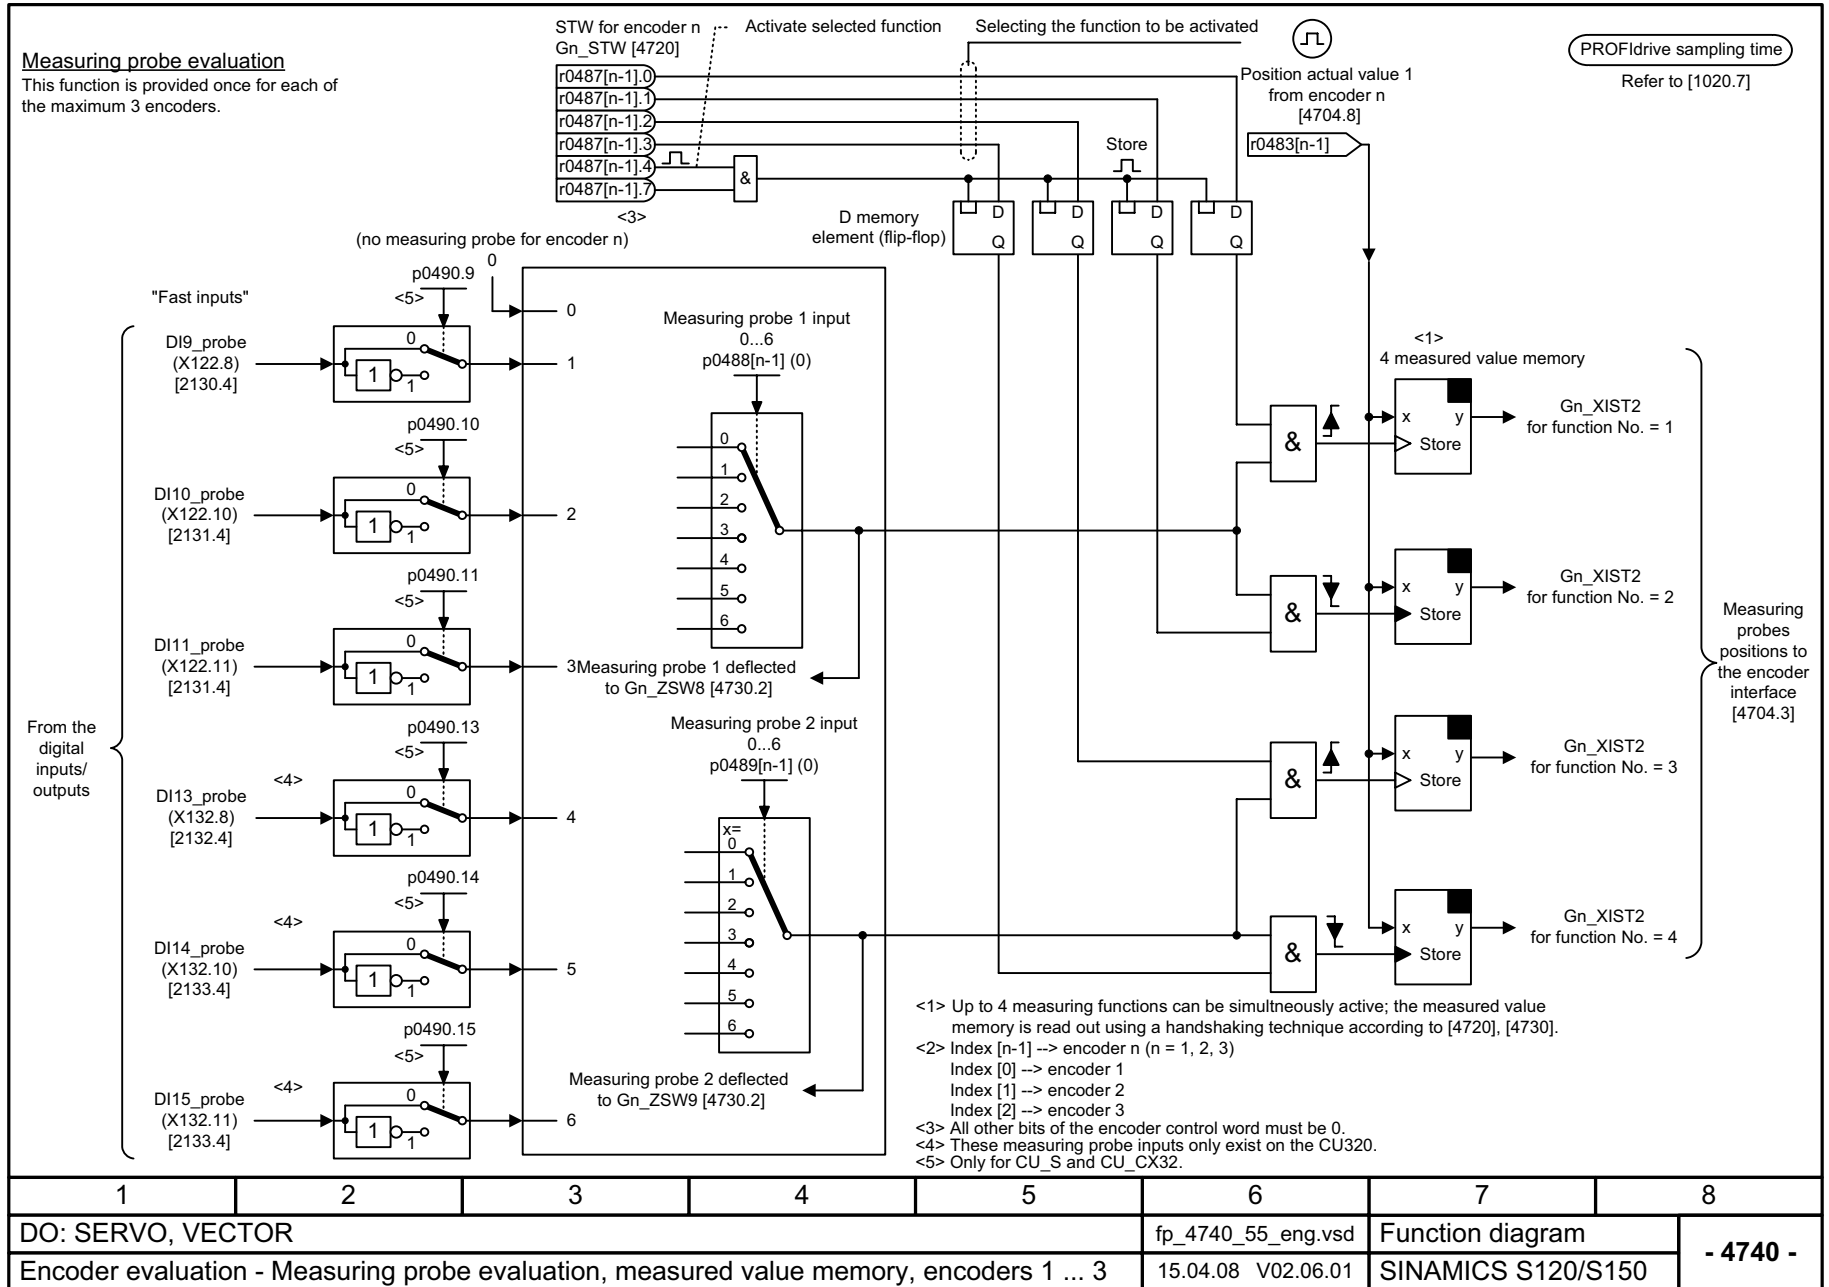 Measuring probe evaluation
This function is provided once for each of
the maximum 3 encoders.
STW for encoder n
Gn_STW [4720]
Activate selected function
Selecting the function to be activated
PROFIdrive sampling time
Refer to [1020.7]
Position actual value 1
from encoder n
[4704.8]
r0483[n-1]
r0487[n-1].0
r0487[n-1].1
r0487[n-1].2
r0487[n-1].3
r0487[n-1].4
r0487[n-1].7
&
Store
<3>
(no measuring probe for encoder n)
0
D memory
element (flip-flop)
D
Q
D
Q
D
Q
D
Q
"Fast inputs"
From the
digital
inputs/
outputs
p0490.9
<5>
DI9_probe
(X122.8)
[2130.4]
0
1
1
0
1
p0490.10
<5>
DI10_probe
(X122.10)
[2131.4]
0
1
1
2
p0490.11
<5>
DI11_probe
(X122.11)
[2131.4]
0
1
1
3
p0490.13
<5>
<4>
DI13_probe
(X132.8)
[2132.4]
0
1
1
4
p0490.14
<5>
<4>
DI14_probe
(X132.10)
[2133.4]
0
1
1
5
p0490.15
<5>
<4>
DI15_probe
(X132.11)
[2133.4]
0
1
1
6
Measuring probe 1 input
0...6
p0488[n-1] (0)
0
1
2
3
4
5
6
Measuring probe 1 deflected
to Gn_ZSW8 [4730.2]
Measuring probe 2 input
0...6
p0489[n-1] (0)
x=
0
1
2
3
4
5
6
Measuring probe 2 deflected
to Gn_ZSW9 [4730.2]
<1>
4 measured value memory
&
x y
Store
Gn_XIST2
for function No. = 1
&
x y
Store
Gn_XIST2
for function No. = 2
&
x y
Store
Gn_XIST2
for function No. = 3
&
x y
Store
Gn_XIST2
for function No. = 4
Measuring
probes
positions to
the encoder
interface
[4704.3]
<1> Up to 4 measuring functions can be simultneously active; the measured value
memory is read out using a handshaking technique according to [4720], [4730].
<2> Index [n-1] --> encoder n (n = 1, 2, 3)
Index [0] --> encoder 1
Index [1] --> encoder 2
Index [2] --> encoder 3
<3> All other bits of the encoder control word must be 0.
<4> These measuring probe inputs only exist on the CU320.
<5> Only for CU_S and CU_CX32.
1 2 3 4 5 6 7 8
DO: SERVO, VECTOR
fp_4740_55_eng.vsd
Function diagram
- 4740 -
Encoder evaluation - Measuring probe evaluation, measured value memory, encoders 1 ... 3
15.04.08 V02.06.01
SINAMICS S120/S150